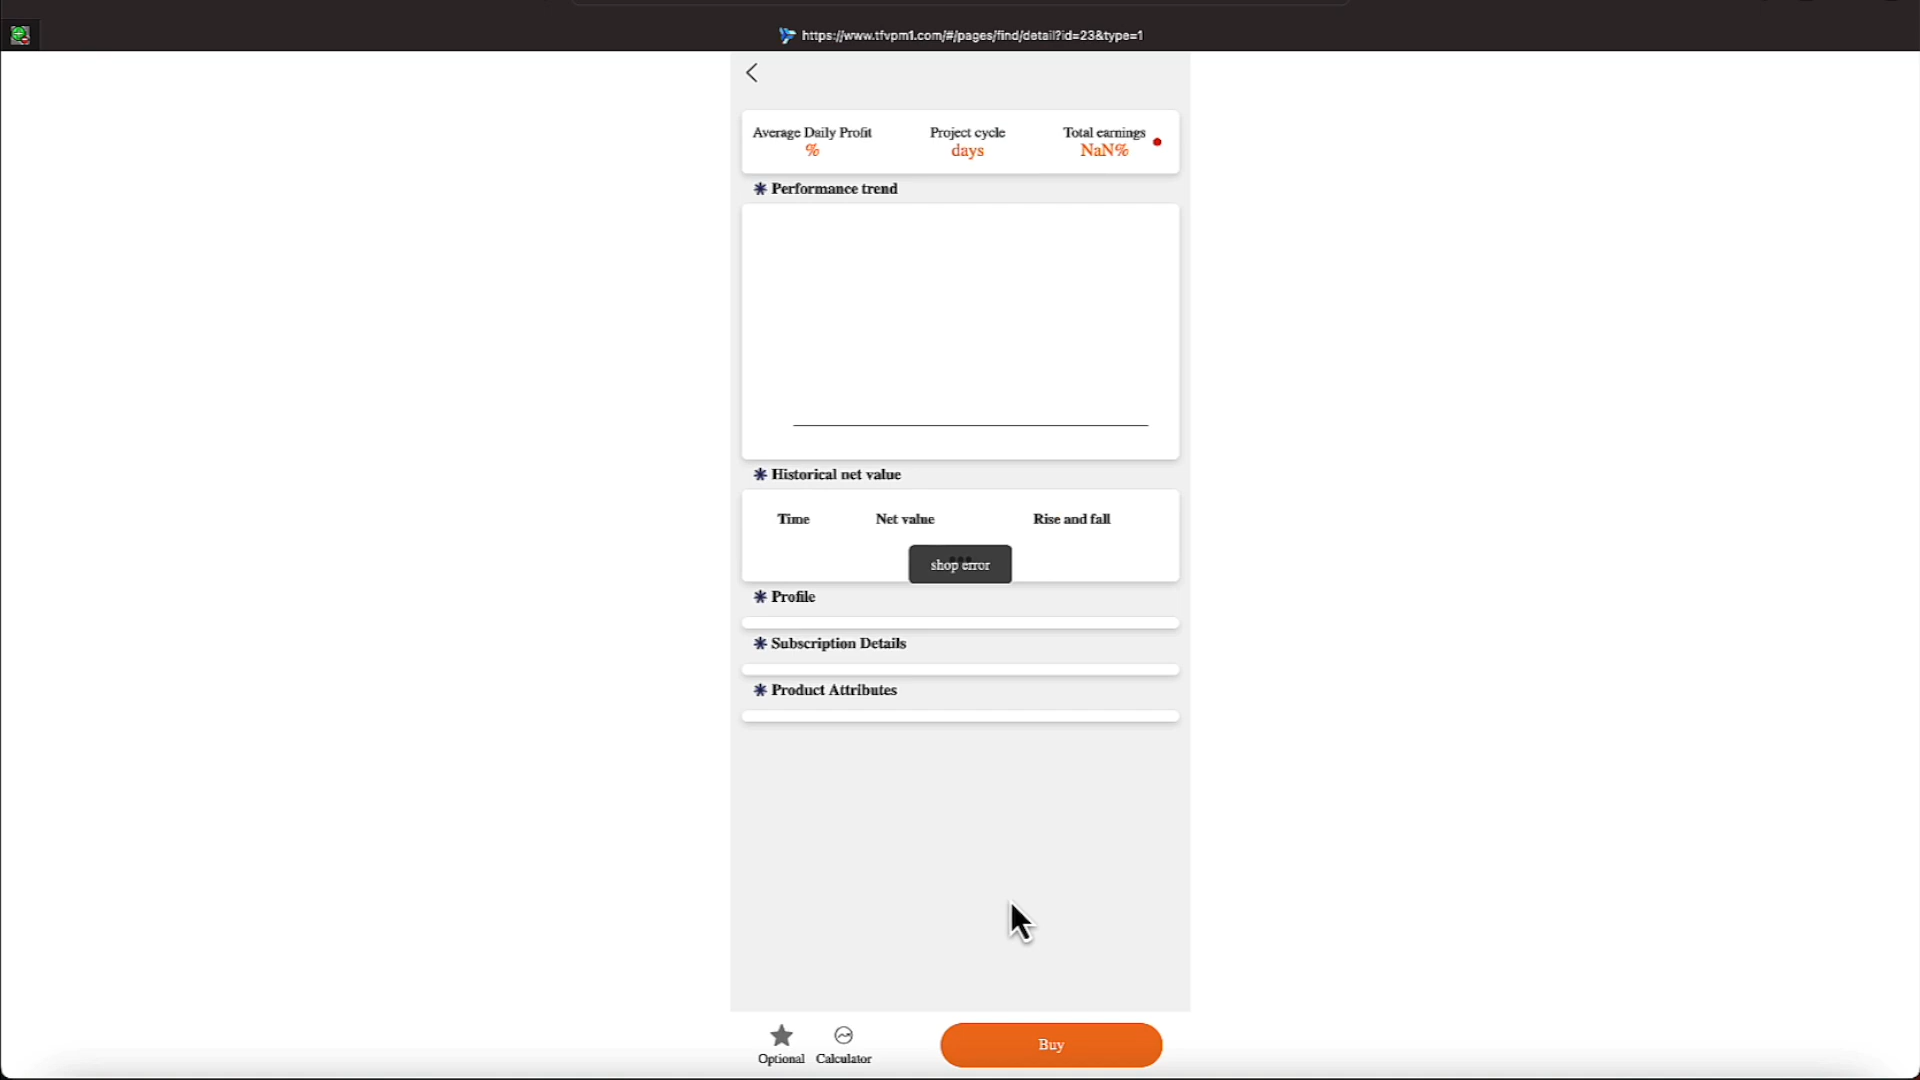 https://www.tfvpm1.com/#/pages/find/detail?id=23&type=1
Average Daily Profit Project cycle Total earnings
% days NaN%
Performance trend
Historical net value
Time Net value Rise and fall
shop error
Profile
Subscription Details
Product Attributes
Optional Calculator Buy